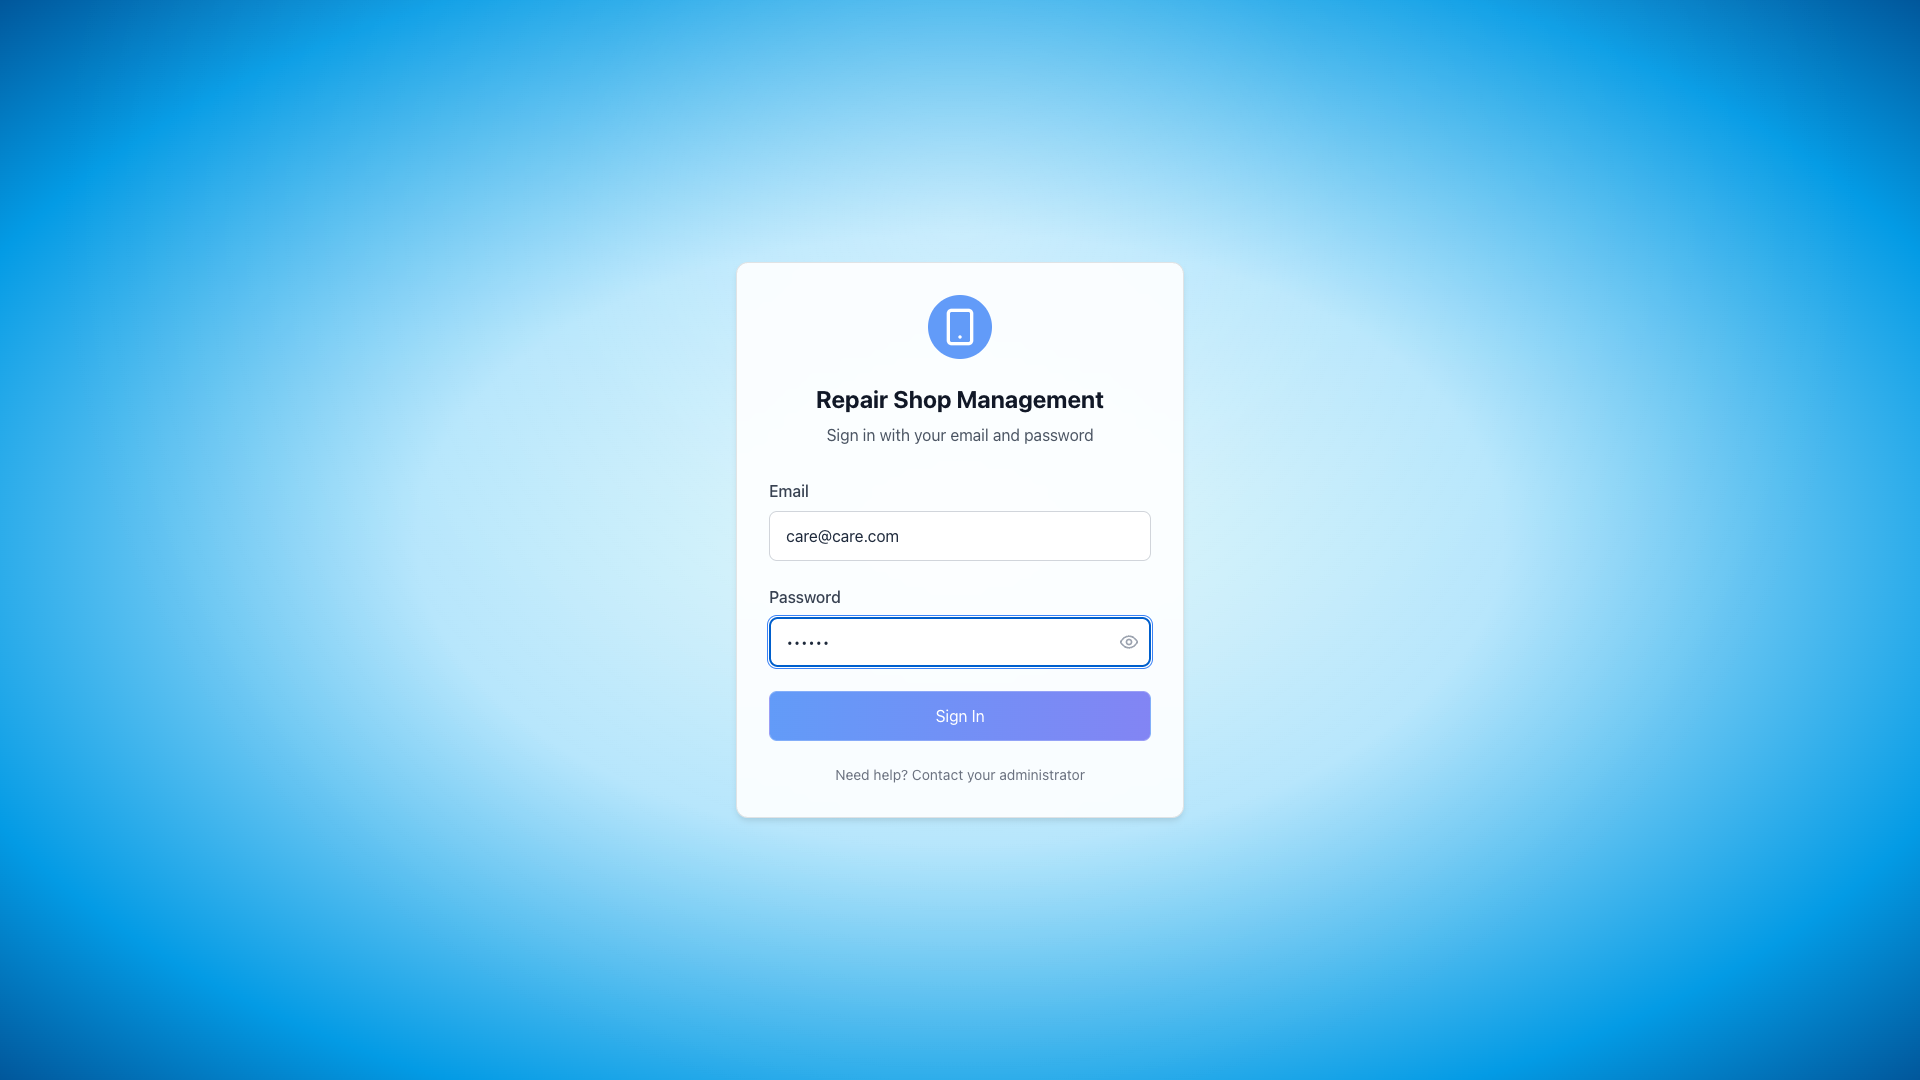 Repair Shop Management
Sign in with your email and password
Email
care@care.com
Password
••••••
Sign In
Need help? Contact your administrator